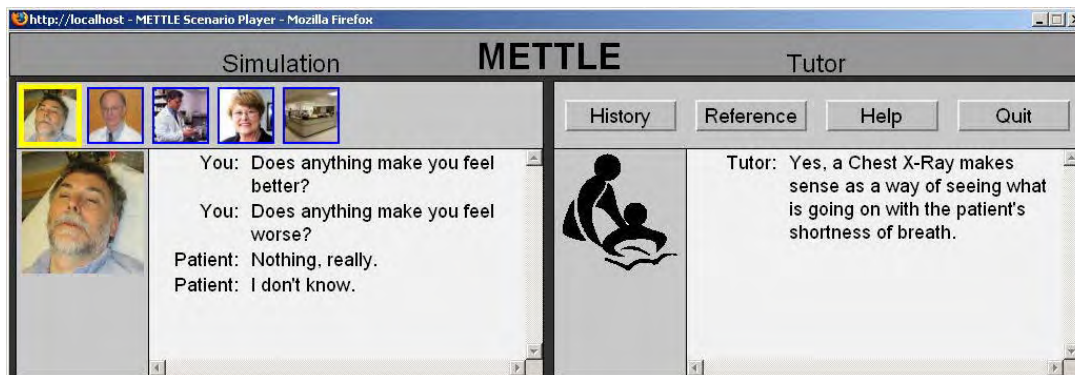 http://localhost - METTLE Scenario Player - Mozilla Firefox
Simulation METTLE Tutor
History Reference Help Quit
You: Does anything make you feel
better?
You: Does anything make you feel
worse?
Patient: Nothing, really.
Patient: I don't know.
Tutor: Yes, a Chest X-Ray makes
sense as a way of seeing what
is going on with the patient's
shortness of breath.